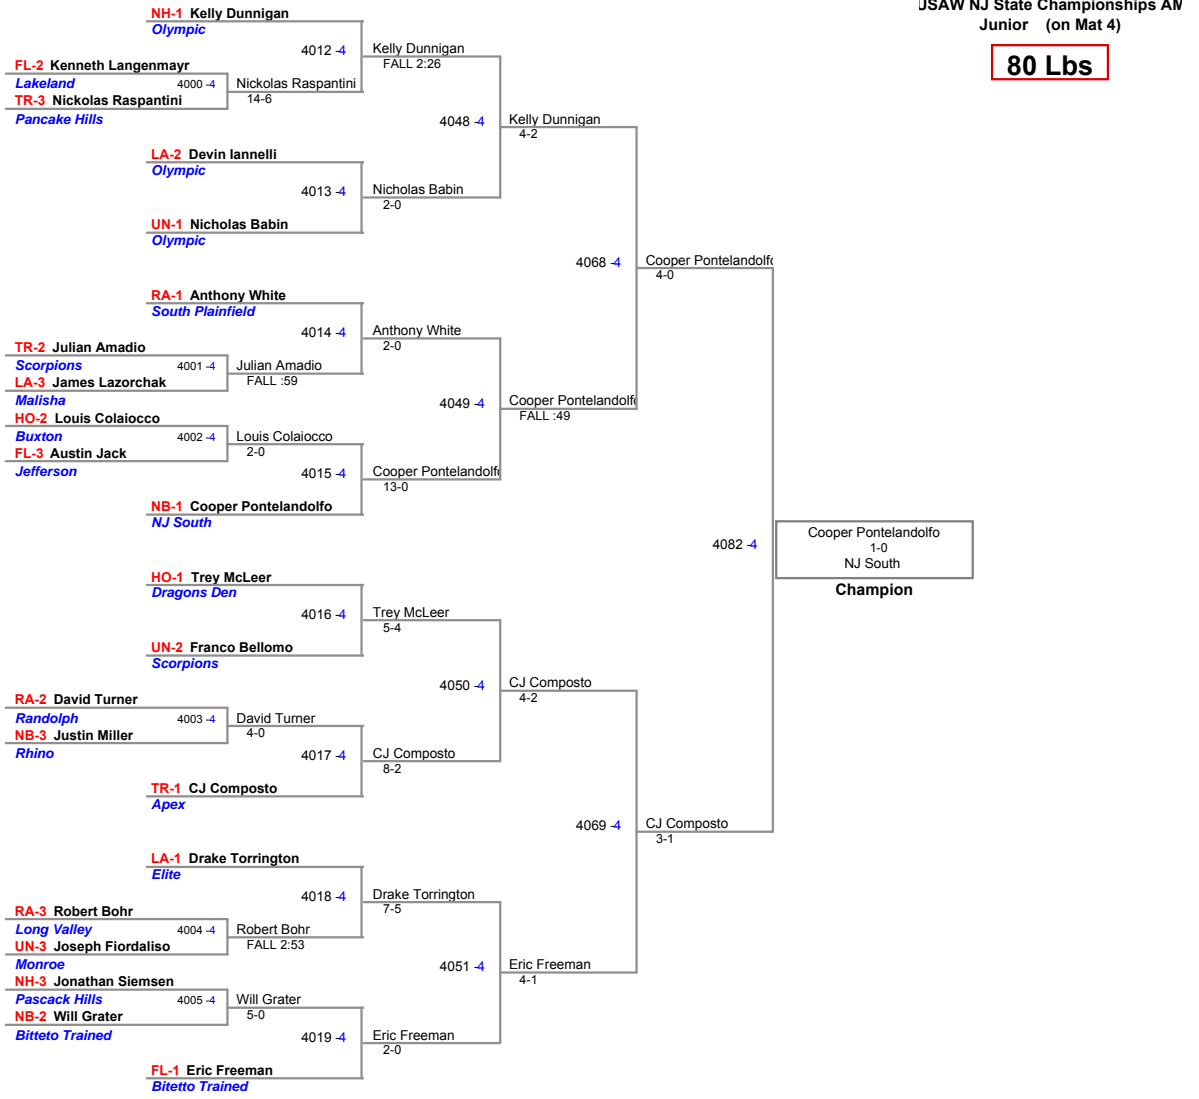 USAW NJ State Championships AM
Junior (on Mat 4)
80 Lbs
NH-1 Kelly Dunnigan
Olympic
4012 -4
Kelly Dunnigan
FALL 2:26
FL-2 Kenneth Langenmayr
Lakeland
4000 -4
Nickolas Raspantini
14-6
TR-3 Nickolas Raspantini
Pancake Hills
4048 -4
Kelly Dunnigan
4-2
LA-2 Devin Iannelli
Olympic
4013 -4
Nicholas Babin
2-0
UN-1 Nicholas Babin
Olympic
4068 -4
Cooper Pontelandolfo
4-0
RA-1 Anthony White
South Plainfield
4014 -4
Anthony White
2-0
TR-2 Julian Amadio
Scorpions
4001 -4
Julian Amadio
FALL :59
LA-3 James Lazorchak
Malisha
4049 -4
Cooper Pontelandolfo
FALL :49
HO-2 Louis Colaiocco
Buxton
4002 -4
Louis Colaiocco
2-0
FL-3 Austin Jack
Jefferson
4015 -4
Cooper Pontelandolfo
13-0
NB-1 Cooper Pontelandolfo
NJ South
4082 -4
Cooper Pontelandolfo
1-0
NJ South
Champion
HO-1 Trey McLeer
Dragons Den
4016 -4
Trey McLeer
5-4
UN-2 Franco Bellomo
Scorpions
4050 -4
CJ Composto
4-2
RA-2 David Turner
Randolph
4003 -4
David Turner
4-0
NB-3 Justin Miller
Rhino
4017 -4
CJ Composto
8-2
TR-1 CJ Composto
Apex
4069 -4
CJ Composto
3-1
LA-1 Drake Torrington
Elite
4018 -4
Drake Torrington
7-5
RA-3 Robert Bohr
Long Valley
4004 -4
Robert Bohr
FALL 2:53
UN-3 Joseph Fiordaliso
Monroe
4051 -4
Eric Freeman
4-1
NH-3 Jonathan Siemsen
Pascack Hills
4005 -4
Will Grater
5-0
NB-2 Will Grater
Bitteto Trained
4019 -4
Eric Freeman
2-0
FL-1 Eric Freeman
Bitetto Trained